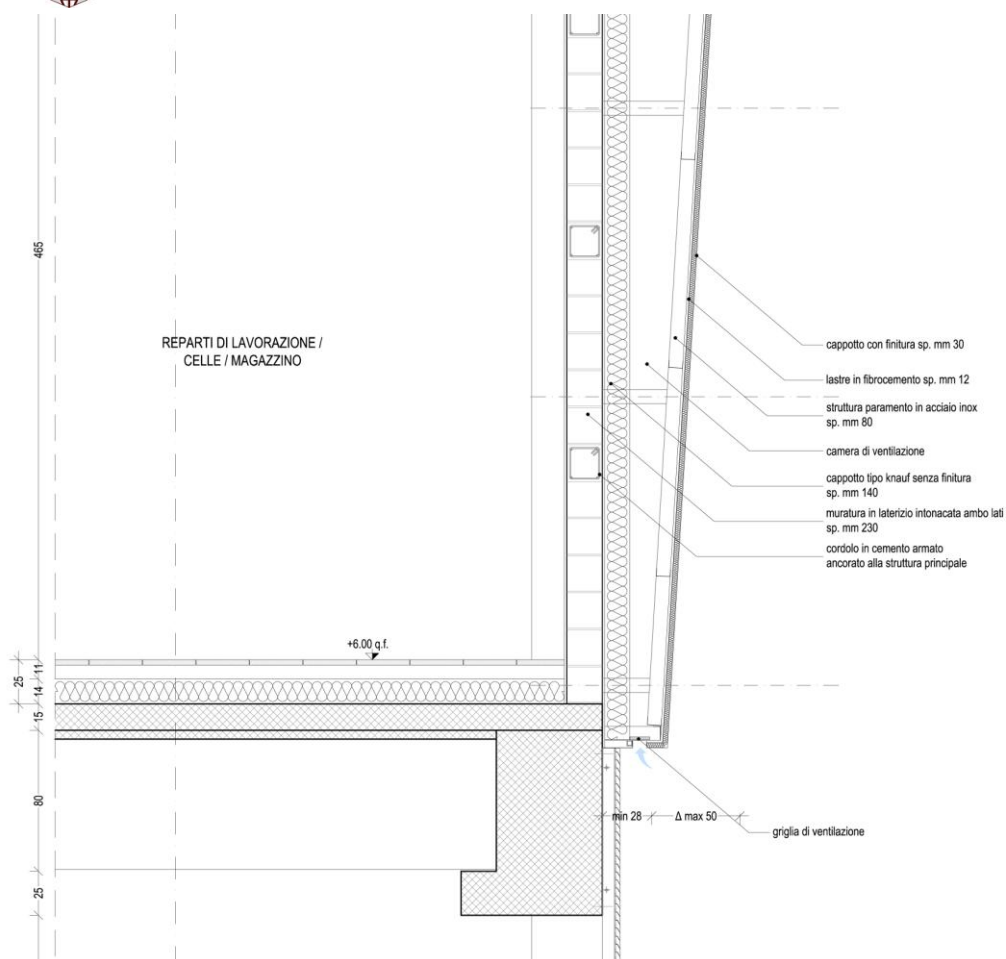 465
REPARTI DI LAVORAZIONE /
CELLE / MAGAZZINO
cappotto con finitura sp. mm 30
lastre in fibrocemento sp. mm 12
struttura paramento in acciaio inox
sp. mm 80
camera di ventilazione
cappotto tipo knauf senza finitura
sp. mm 140
muratura in laterizio intonacata ambo lati
sp. mm 230
cordolo in cemento armato
ancorato alla struttura principale
+6.00 q.f.
25
11
14
15
80
min 28
Δ max 50
griglia di ventilazione
25